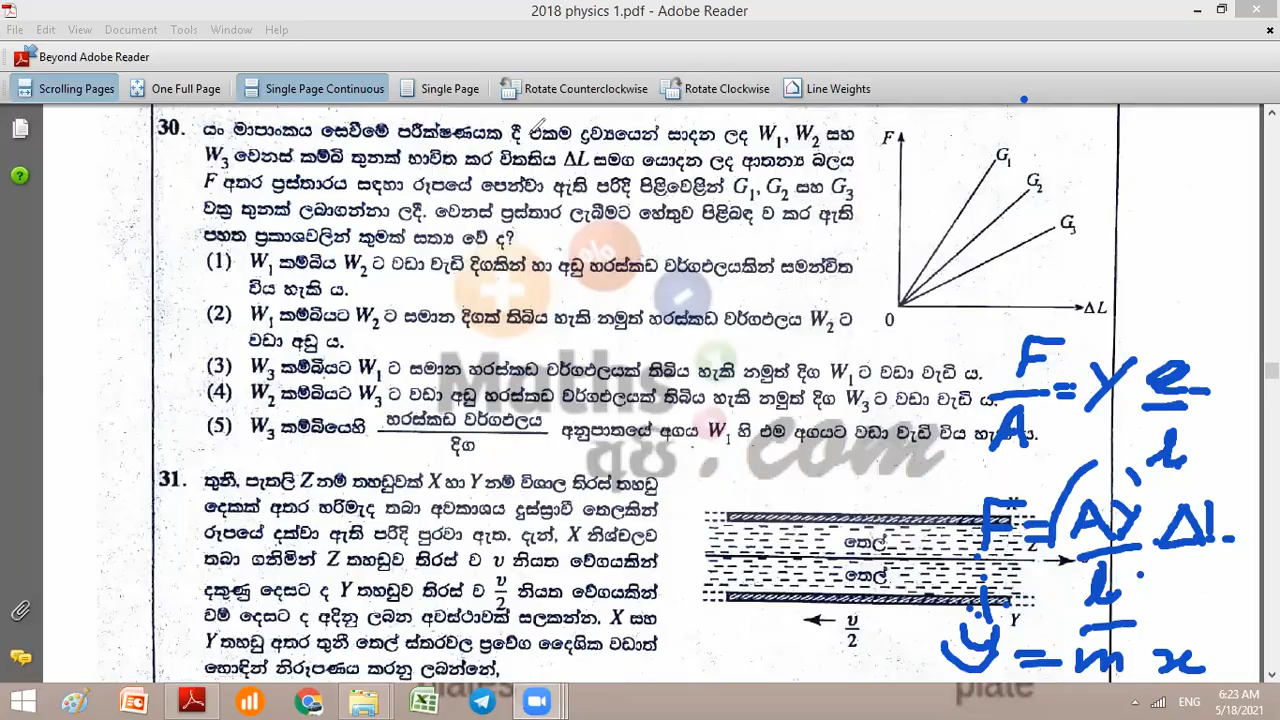 2018 physics 1.pdf - Adobe Reader
File Edit View Document Tools Window Help
Beyond Adobe Reader
Scrolling Pages One Full Page Single Page Continuous Single Page Rotate Counterclockwise Rotate Clockwise Line Weights
30. යං මාපාංකය සෙවීමේ පරීක්ෂණයක දී එකම ද්‍රව්‍යයෙන් සාදන ලද W1, W2 සහ
W3 වෙනස් කම්බි තුනක් භාවිත කර විතතිය ΔL සමග යොදන ලද ආතන්‍ය බලය
F අතර ප්‍රස්තාරය සඳහා රූපයේ පෙන්වා ඇති පරිදි පිළිවෙළින් G1, G2 සහ G3
වක්‍ර තුනක් ලබාගන්නා ලදී. වෙනස් ප්‍රස්තාර ලැබීමට හේතුව පිළිබඳ ව කර ඇති
පහත ප්‍රකාශවලින් කුමක් සත්‍ය වේ ද?
(1) W1 කම්බිය W2 ට වඩා වැඩි දිගකින් හා අඩු හරස්කඩ වර්ගඵලයකින් සමන්විත
විය හැකි ය.
(2) W1 කම්බියට W2 ට සමාන දිගක් තිබිය හැකි නමුත් හරස්කඩ වර්ගඵලය W2 ට
වඩා අඩු ය.
(3) W3 කම්බියට W1 ට සමාන හරස්කඩ වර්ගඵලයක් තිබිය හැකි නමුත් දිග W1 ට වඩා වැඩි ය.
(4) W2 කම්බියට W3 ට වඩා අඩු හරස්කඩ වර්ගඵලයක් තිබිය හැකි නමුත් දිග W3 ට වඩා වැඩි ය.
(5) W3 කම්බියෙහි හරස්කඩ වර්ගඵලය
දිග
අනුපාතයේ අගය W1 හි එම අගයට වඩා වැඩි විය
F
G1
G2
G3
0
ΔL
F
A
= Y e
l
F = (AY ΔL
l
y = m x
31. තුනී, පැතලි Z නම් තහඩුවක් X හා Y නම් විශාල තිරස් තහඩු
දෙකක් අතර හරිමැද තබා අවකාශය දුස්ස්‍රාවී තෙලකින්
රූපයේ දක්වා ඇති පරිදි පුරවා ඇත. දැන්, X නිශ්චලව
තබා ගනිමින් Z තහඩුව තිරස් ව υ නියත වේගයකින්
දකුණු දෙසට ද Y තහඩුව තිරස් ව υ/2 නියත වේගයකින්
වම් දෙසට ද අදිනු ලබන අවස්ථාවක් සලකන්න. X සහ
Y තහඩු අතර තුනී තෙල් ස්තරවල ප්‍රවේග දෛශික වඩාත්
හොඳින් නිරූපණය කරනු ලබන්නේ,
තෙල්
තෙල්
Y
υ
2
Maths
අපි.com
plate
ENG
6:23 AM
5/18/2021